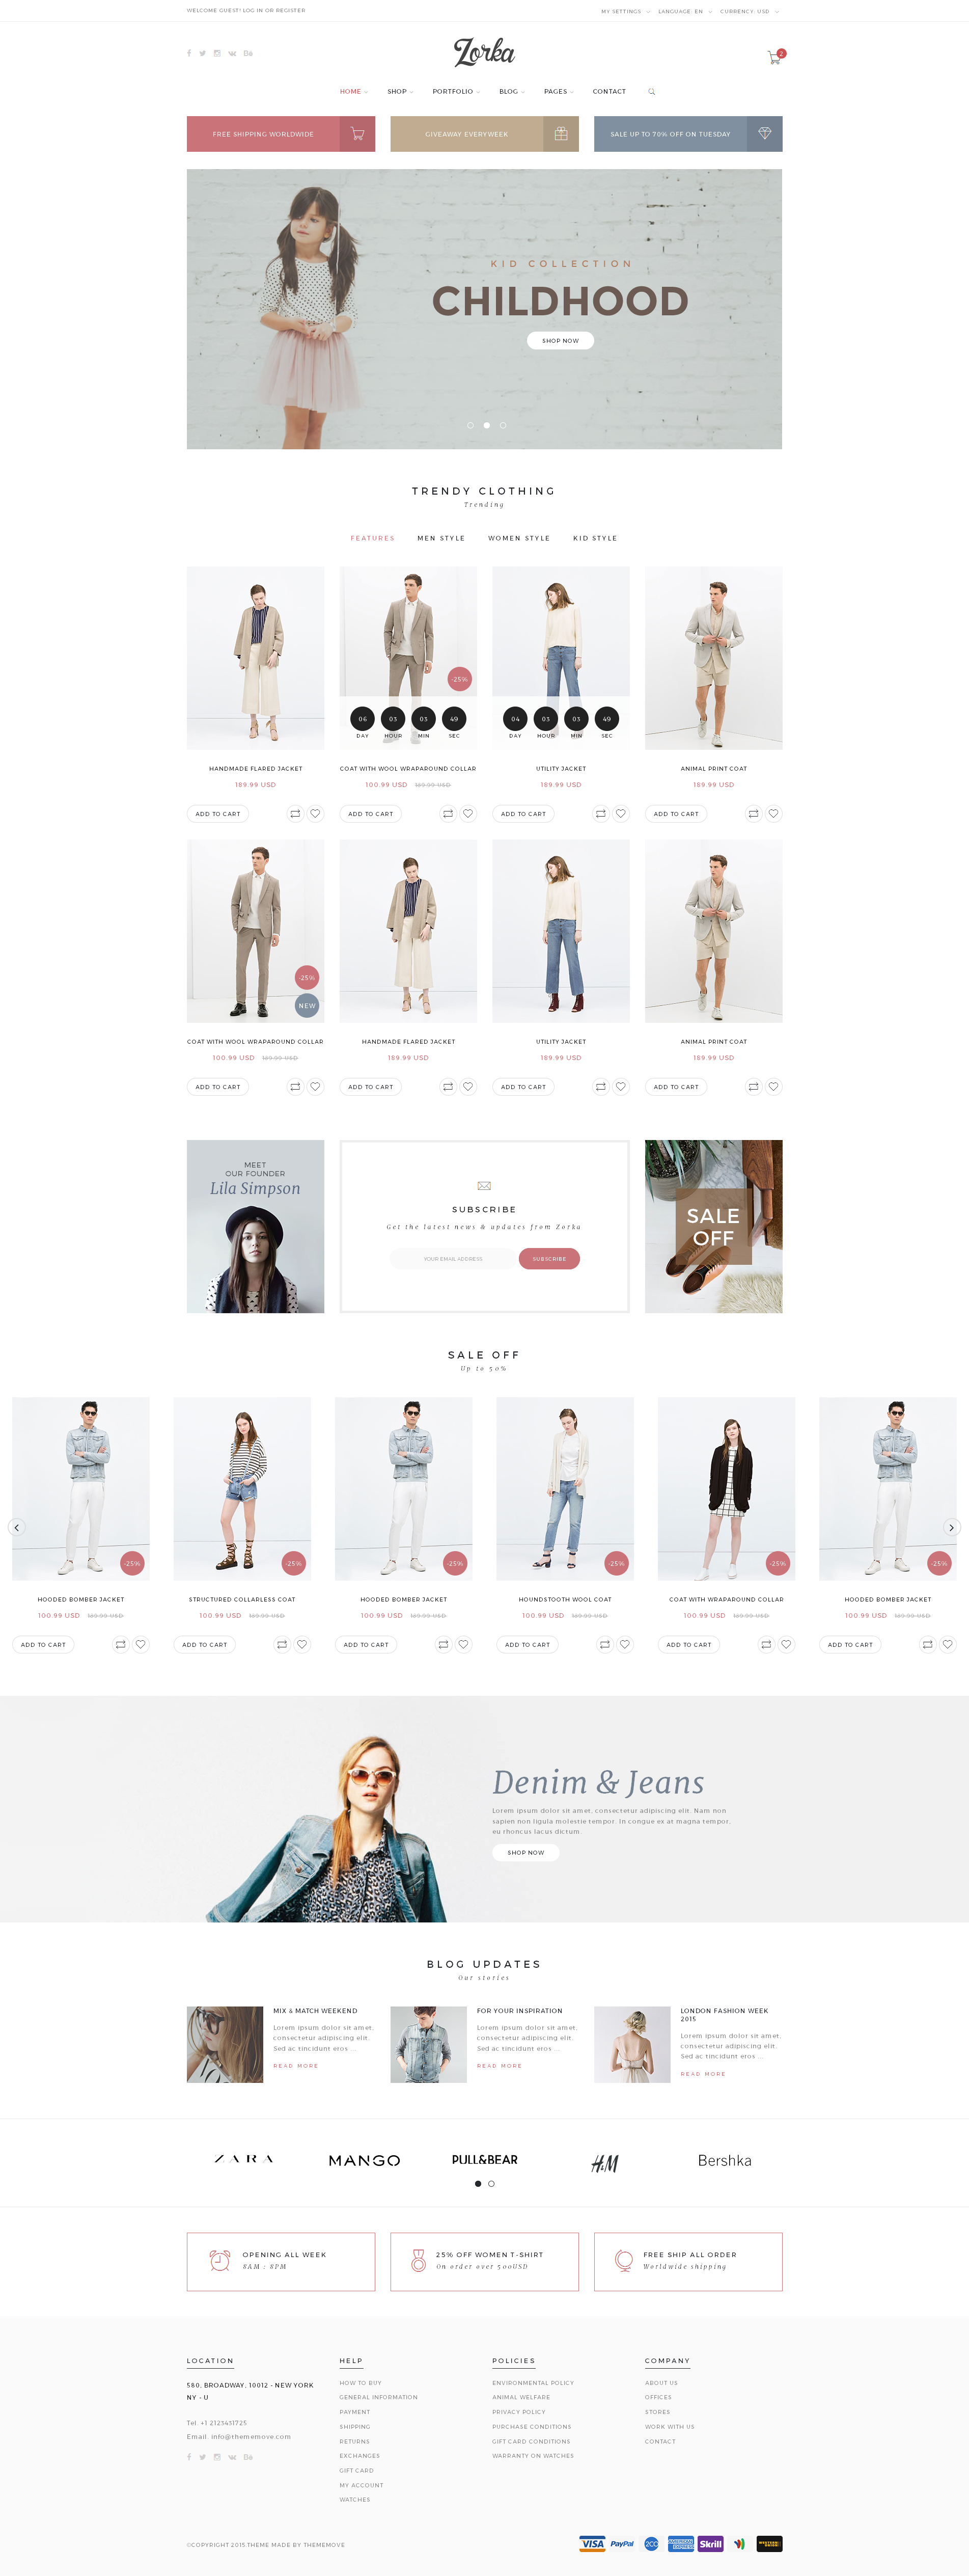 WELCOME GUEST! LOG IN OR REGISTER
MY SETTINGS LANGUAGE: EN CURRENCY: USD
Zorka
2
HOME SHOP PORTFOLIO BLOG PAGES CONTACT
FREE SHIPPING WORLDWIDE
GIVEAWAY EVERYWEEK
SALE UP TO 70% OFF ON TUESDAY
KID COLLECTION
CHILDHOOD
SHOP NOW
TRENDY CLOTHING
Trending
FEATURES MEN STYLE WOMEN STYLE KID STYLE
-25%
06 03 03 49
DAY HOUR MIN SEC
04 03 03 49
DAY HOUR MIN SEC
HANDMADE FLARED JACKET
189.99 USD
ADD TO CART
COAT WITH WOOL WRAPAROUND COLLAR
100.99 USD 189.99 USD
ADD TO CART
UTILITY JACKET
189.99 USD
ADD TO CART
ANIMAL PRINT COAT
189.99 USD
ADD TO CART
-25%
NEW
COAT WITH WOOL WRAPAROUND COLLAR
100.99 USD 189.99 USD
ADD TO CART
HANDMADE FLARED JACKET
189.99 USD
ADD TO CART
UTILITY JACKET
189.99 USD
ADD TO CART
ANIMAL PRINT COAT
189.99 USD
ADD TO CART
MEET
OUR FOUNDER
Lila Simpson
SUBSCRIBE
Get the latest news & updates from Zorka
YOUR EMAIL ADDRESS
SUBSCRIBE
SALE
OFF
SALE OFF
Up to 50%
-25%
HOODED BOMBER JACKET
100.99 USD 189.99 USD
ADD TO CART
-25%
STRUCTURED COLLARLESS COAT
100.99 USD 189.99 USD
ADD TO CART
-25%
HOODED BOMBER JACKET
100.99 USD 189.99 USD
ADD TO CART
-25%
HOUNDSTOOTH WOOL COAT
100.99 USD 189.99 USD
ADD TO CART
-25%
COAT WITH WRAPAROUND COLLAR
100.99 USD 189.99 USD
ADD TO CART
-25%
HOODED BOMBER JACKET
100.99 USD 189.99 USD
ADD TO CART
Denim & Jeans
Lorem ipsum dolor sit amet, consectetur adipiscing elit. Nam non
sapien non ligula molestie tempor. In congue ex at magna tempor,
eu rhoncus lacus dictum.
SHOP NOW
BLOG UPDATES
Our stories
MIX & MATCH WEEKEND
Lorem ipsum dolor sit amet,
consectetur adipiscing elit.
Sed ac tincidunt eros ...
READ MORE
FOR YOUR INSPIRATION
Lorem ipsum dolor sit amet,
consectetur adipiscing elit.
Sed ac tincidunt eros ...
READ MORE
LONDON FASHION WEEK
2015
Lorem ipsum dolor sit amet,
consectetur adipiscing elit.
Sed ac tincidunt eros ...
READ MORE
ZARA
MANGO
PULL&BEAR
H&M
Bershka
OPENING ALL WEEK
8AM : 8PM
25% OFF WOMEN T-SHIRT
On order over 500USD
FREE SHIP ALL ORDER
Worldwide shipping
LOCATION
580, BROADWAY, 10012 - NEW YORK
NY - U
Tel. +1 2123431725
Email. info@thememove.com
HELP
HOW TO BUY
GENERAL INFORMATION
PAYMENT
SHIPPING
RETURNS
EXCHANGES
GIFT CARD
MY ACCOUNT
WATCHES
POLICIES
ENVIRONMENTAL POLICY
ANIMAL WELFARE
PRIVACY POLICY
PURCHASE CONDITIONS
GIFT CARD CONDITIONS
WARRANTY ON WATCHES
COMPANY
ABOUT US
OFFICES
STORES
WORK WITH US
CONTACT
©COPYRIGHT 2015.THEME MADE BY THEMEMOVE
VISA PayPal 2CO AMERICAN EXPRESS Skrill WESTERN UNION